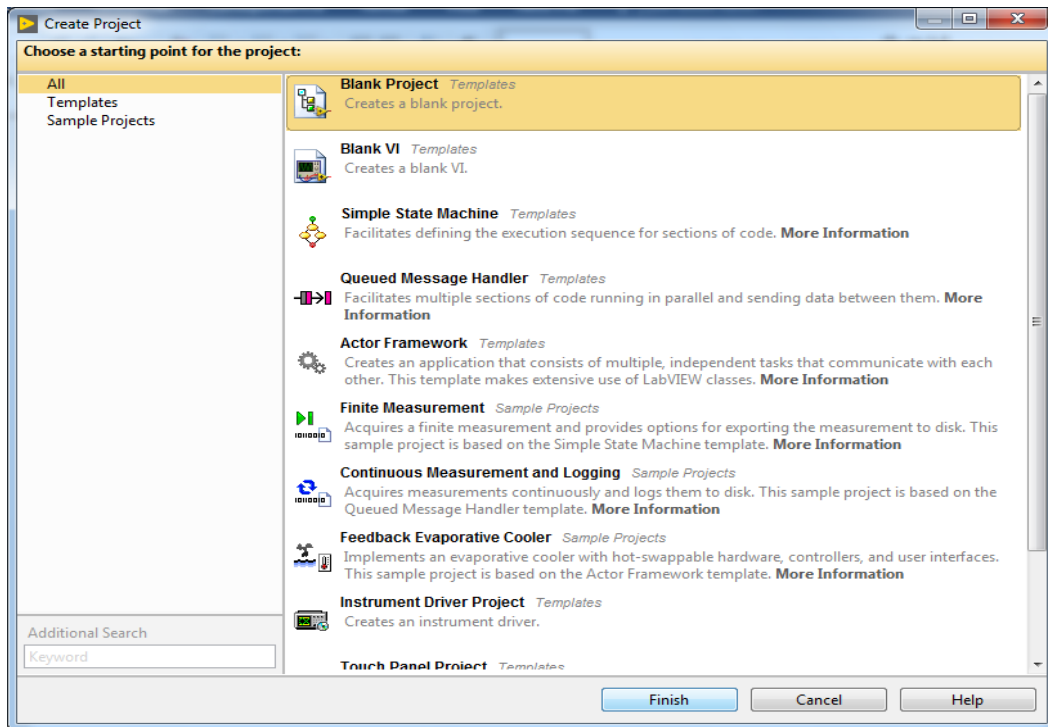 Create Project
Choose a starting point for the project:
All
Templates
Sample Projects
Additional Search
Keyword
Blank Project Templates
Creates a blank project.
Blank VI Templates
Creates a blank VI.
Simple State Machine Templates
Facilitates defining the execution sequence for sections of code. More Information
Queued Message Handler Templates
Facilitates multiple sections of code running in parallel and sending data between them. More
Information
Actor Framework Templates
Creates an application that consists of multiple, independent tasks that communicate with each
other. This template makes extensive use of LabVIEW classes. More Information
Finite Measurement Sample Projects
Acquires a finite measurement and provides options for exporting the measurement to disk. This
sample project is based on the Simple State Machine template. More Information
Continuous Measurement and Logging Sample Projects
Acquires measurements continuously and logs them to disk. This sample project is based on the
Queued Message Handler template. More Information
Feedback Evaporative Cooler Sample Projects
Implements an evaporative cooler with hot-swappable hardware, controllers, and user interfaces.
This sample project is based on the Actor Framework template. More Information
Instrument Driver Project Templates
Creates an instrument driver.
Touch Panel Project Templates
Finish
Cancel
Help